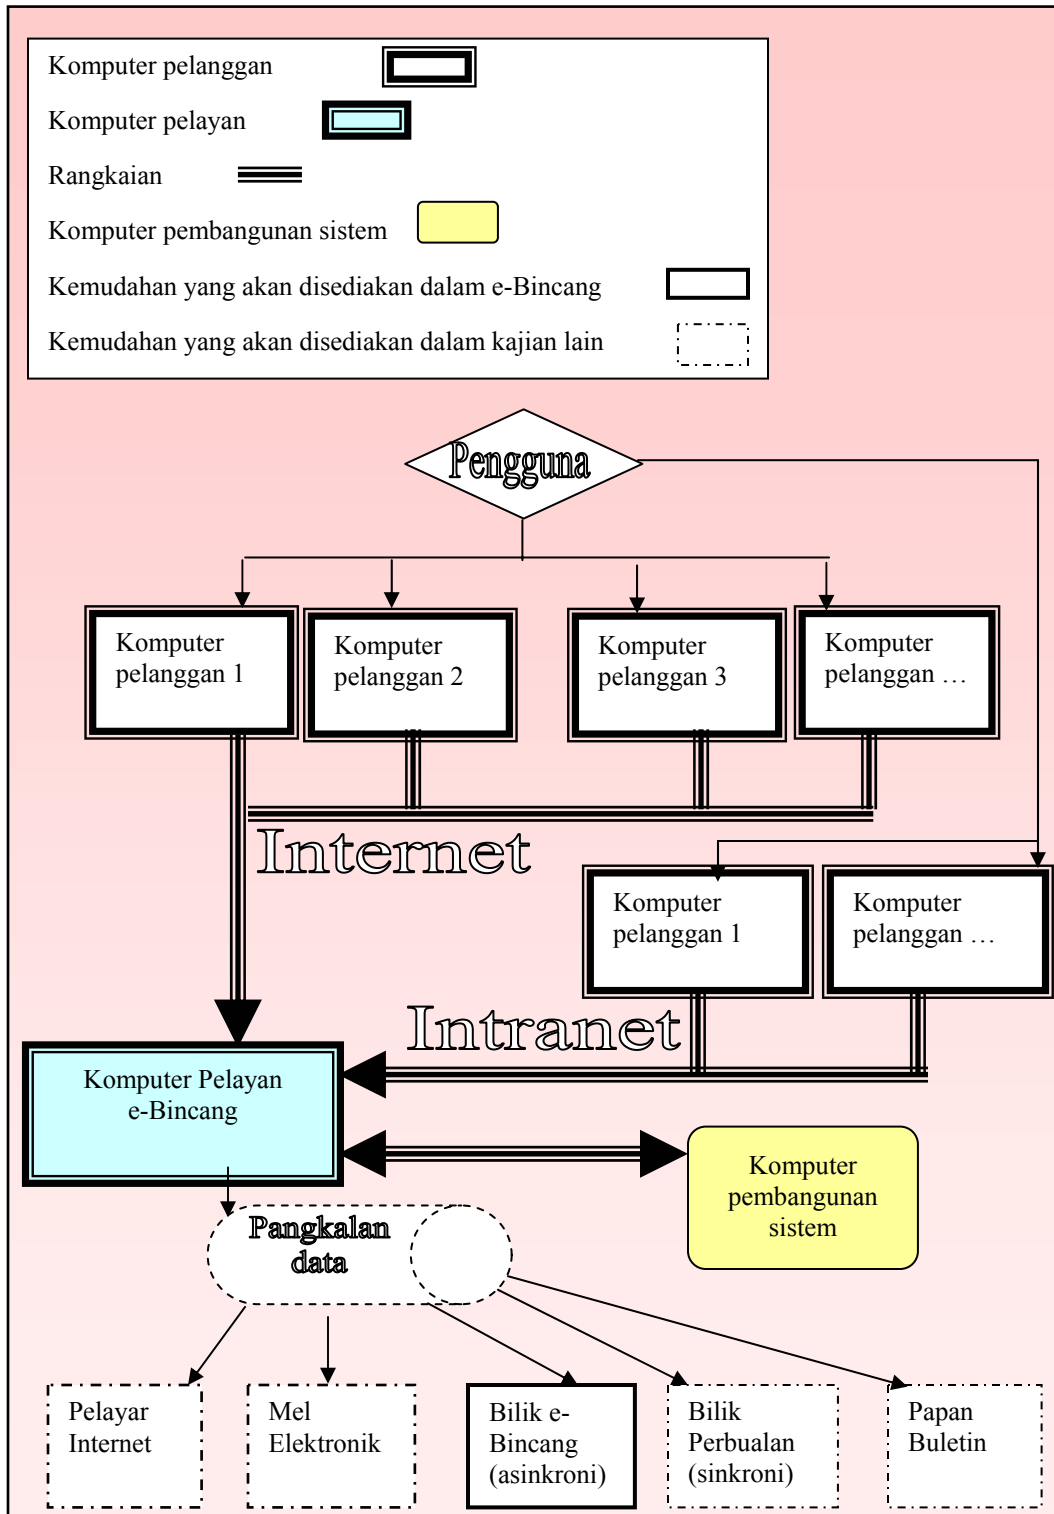 Komputer pelanggan
Komputer pelayan
Rangkaian
Komputer pembangunan sistem
Kemudahan yang akan disediakan dalam e-Bincang
Kemudahan yang akan disediakan dalam kajian lain
Pengguna
Komputer
pelanggan 1
Komputer
pelanggan 2
Komputer
pelanggan 3
Komputer
pelanggan …
Internet
Komputer
pelanggan 1
Komputer
pelanggan …
Intranet
Komputer Pelayan
e-Bincang
Komputer
pembangunan
sistem
Pangkalan
data
Pelayar
Internet
Mel
Elektronik
Bilik e-
Bincang
(asinkroni)
Bilik
Perbualan
(sinkroni)
Papan
Buletin